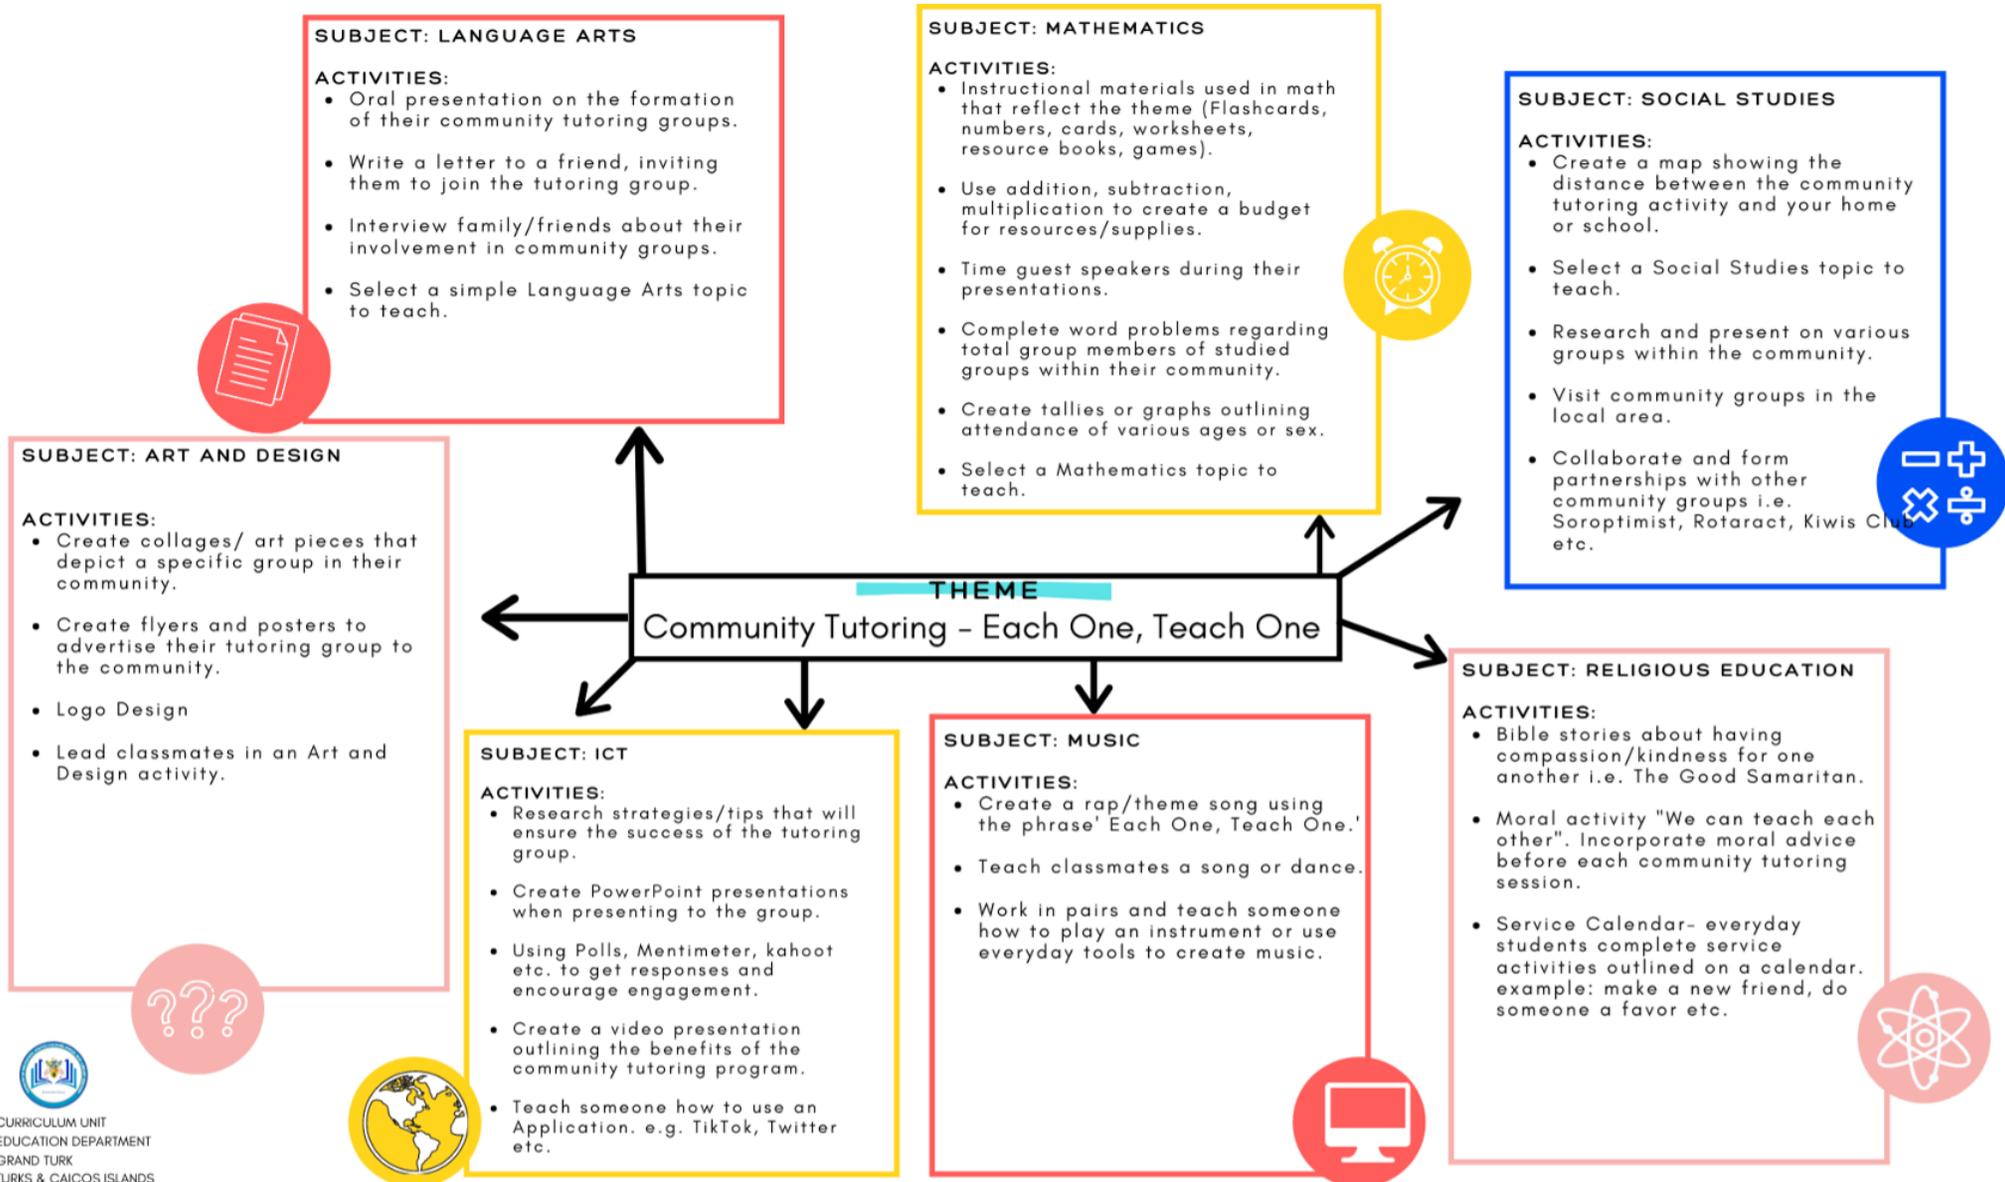 SUBJECT: LANGUAGE ARTS
ACTIVITIES:
• Oral presentation on the formation
of their community tutoring groups.
• Write a letter to a friend, inviting
them to join the tutoring group.
• Interview family/friends about their
involvement in community groups.
• Select a simple Language Arts topic
to teach.
SUBJECT: MATHEMATICS
ACTIVITIES:
• Instructional materials used in math
that reflect the theme (Flashcards,
numbers, cards, worksheets,
resource books, games).
• Use addition, subtraction,
multiplication to create a budget
for resources/supplies.
• Time guest speakers during their
presentations.
• Complete word problems regarding
total group members of studied
groups within their community.
• Create tallies or graphs outlining
attendance of various ages or sex.
• Select a Mathematics topic to
teach.
SUBJECT: SOCIAL STUDIES
ACTIVITIES:
• Create a map showing the
distance between the community
tutoring activity and your home
or school.
• Select a Social Studies topic to
teach.
• Research and present on various
groups within the community.
• Visit community groups in the
local area.
• Collaborate and form
partnerships with other
community groups i.e.
Soroptimist, Rotaract, Kiwis Club
etc.
SUBJECT: ART AND DESIGN
ACTIVITIES:
• Create collages/ art pieces that
depict a specific group in their
community.
• Create flyers and posters to
advertise their tutoring group to
the community.
• Logo Design
• Lead classmates in an Art and
Design activity.
THEME
Community Tutoring - Each One, Teach One
SUBJECT: ICT
ACTIVITIES:
• Research strategies/tips that will
ensure the success of the tutoring
group.
• Create PowerPoint presentations
when presenting to the group.
• Using Polls, Mentimeter, kahoot
etc. to get responses and
encourage engagement.
• Create a video presentation
outlining the benefits of the
community tutoring program.
• Teach someone how to use an
Application. e.g. TikTok, Twitter
etc.
SUBJECT: MUSIC
ACTIVITIES:
• Create a rap/theme song using
the phrase' Each One, Teach One.'
• Teach classmates a song or dance.
• Work in pairs and teach someone
how to play an instrument or use
everyday tools to create music.
SUBJECT: RELIGIOUS EDUCATION
ACTIVITIES:
• Bible stories about having
compassion/kindness for one
another i.e. The Good Samaritan.
• Moral activity "We can teach each
other". Incorporate moral advice
before each community tutoring
session.
• Service Calendar- everyday
students complete service
activities outlined on a calendar.
example: make a new friend, do
someone a favor etc.
???
CURRICULUM UNIT
EDUCATION DEPARTMENT
GRAND TURK
TURKS & CAICOS ISLANDS